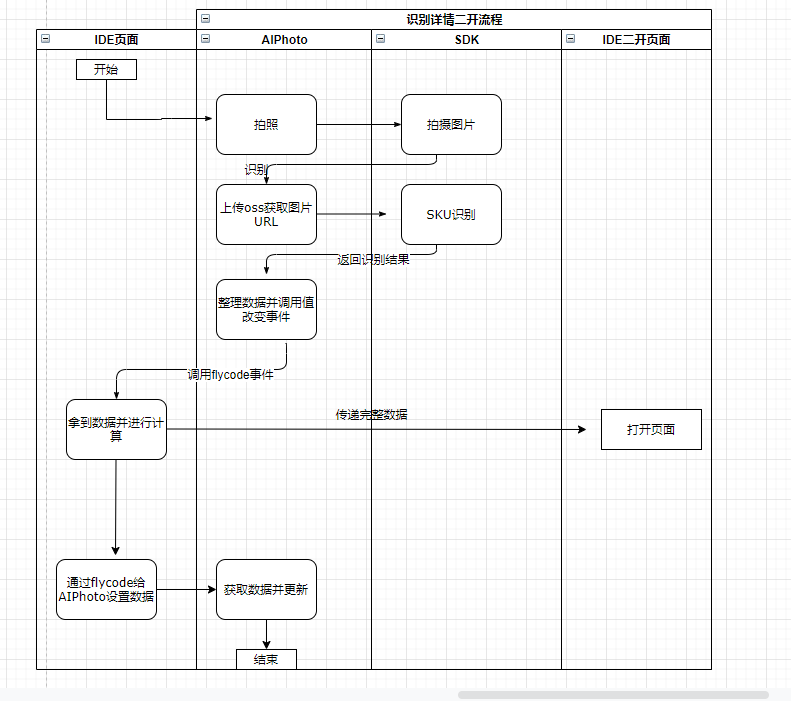 识别详情二开流程
IDE页面
AIPhoto
SDK
IDE二开页面
开始
拍照
拍摄图片
识别
上传oss获取图片
URL
SKU识别
返回识别结果
整理数据并调用值
改变事件
调用flycode事件
拿到数据并进行计
算
传递完整数据
打开页面
通过flycode给
AIPhoto设置数据
获取数据并更新
结束